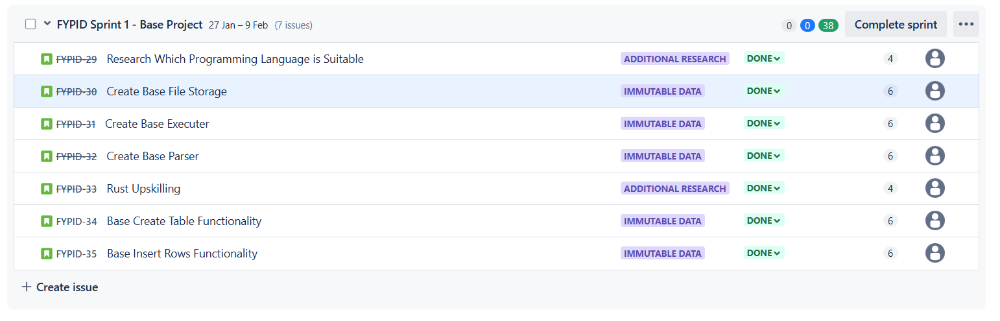 FYPID Sprint 1 - Base Project 27 Jan – 9 Feb (7 issues) 0 0 38 Complete sprint
FYPID-29 Research Which Programming Language is Suitable ADDITIONAL RESEARCH DONE 4
FYPID-30 Create Base File Storage IMMUTABLE DATA DONE 6
FYPID-31 Create Base Executer IMMUTABLE DATA DONE 6
FYPID-32 Create Base Parser IMMUTABLE DATA DONE 6
FYPID-33 Rust Upskilling ADDITIONAL RESEARCH DONE 4
FYPID-34 Base Create Table Functionality IMMUTABLE DATA DONE 6
FYPID-35 Base Insert Rows Functionality IMMUTABLE DATA DONE 6
+ Create issue